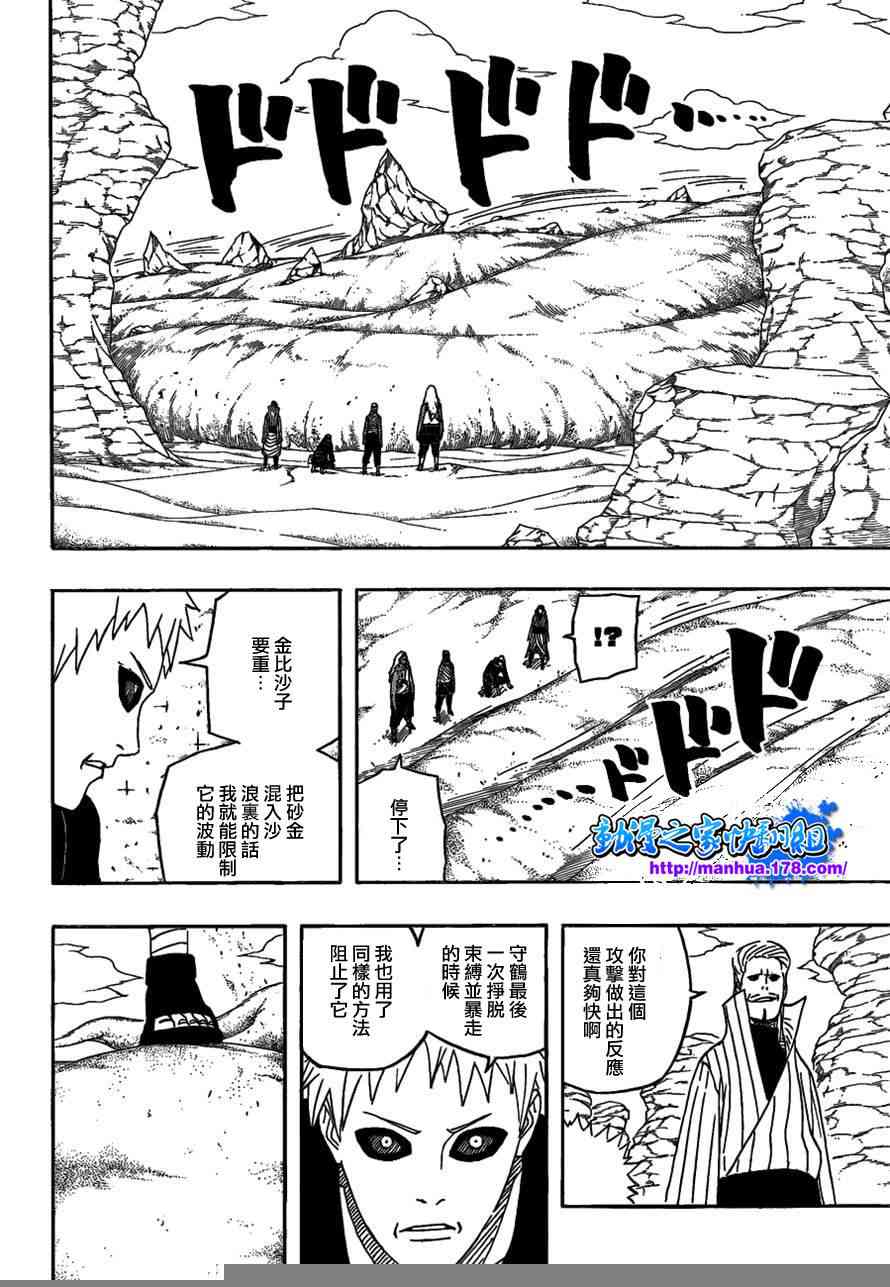 ドドドド……
!?
停下了…
ドドド……
金比沙子
要重…
把砂金
混入沙
浪裏的話
我就能限制
它的波動
動漫之家快翻組
http://manhua.178.com/
你對這個
攻擊做出的反應
還真夠快啊
守鶴最後
一次掙脱
束縛並暴走
的時候
我也用了
同樣的方法
阻止了它